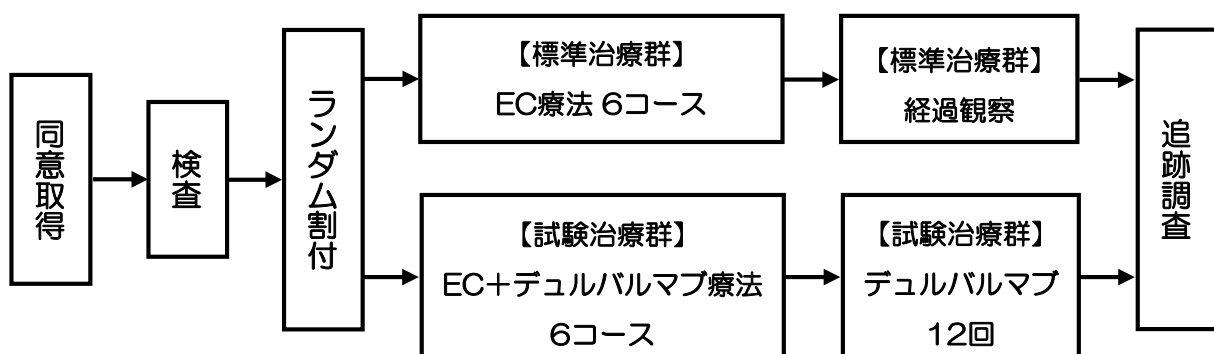 同意取得
検査
ランダム割付
【標準治療群】
EC療法 6コース
【標準治療群】
経過観察
【試験治療群】
EC+デュルバルマブ療法
6コース
【試験治療群】
デュルバルマブ
12回
追跡調査